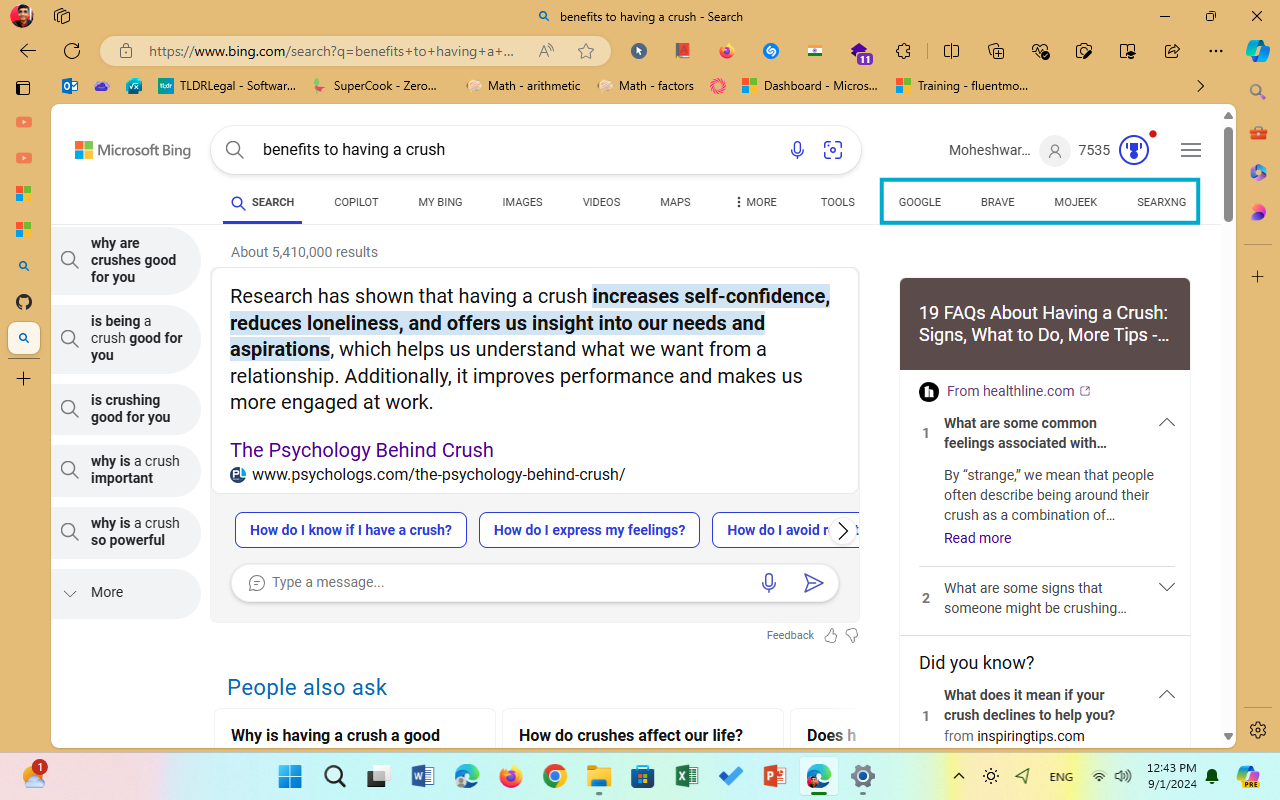 benefits to having a crush - Search
https://www.bing.com/search?q=benefits+to+having+a+...
11
TLDRLegal - Softwar...
SuperCook - Zero...
Math - arithmetic
Math - factors
Dashboard - Micros...
Training - fluentmo...
Microsoft Bing
benefits to having a crush
Moheshwar...
7535
SEARCH
COPILOT
MY BING
IMAGES
VIDEOS
MAPS
MORE
TOOLS
GOOGLE
BRAVE
MOJEEK
SEARXNG
why are
crushes good
for you
is being a
crush good for
you
is crushing
good for you
why is a crush
important
why is a crush
so powerful
More
About 5,410,000 results
Research has shown that having a crush increases self-confidence,
reduces loneliness, and offers us insight into our needs and
aspirations, which helps us understand what we want from a
relationship. Additionally, it improves performance and makes us
more engaged at work.
The Psychology Behind Crush
www.psychologs.com/the-psychology-behind-crush/
How do I know if I have a crush?
How do I express my feelings?
How do I avoid
Type a message...
Feedback
People also ask
Why is having a crush a good
How do crushes affect our life?
Does h
19 FAQs About Having a Crush:
Signs, What to Do, More Tips -...
From healthline.com
1
What are some common
feelings associated with...
By “strange,” we mean that people
often describe being around their
crush as a combination of...
Read more
2
What are some signs that
someone might be crushing...
Did you know?
1
What does it mean if your
crush declines to help you?
from inspiringtips.com
1
ENG
12:43 PM
9/1/2024
PRE